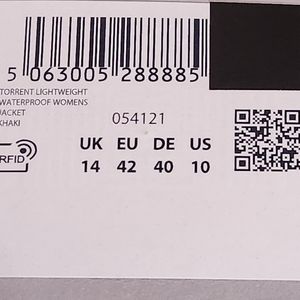 5 063005 288885
TORRENT LIGHTWEIGHT
WATERPROOF WOMENS
JACKET
KHAKI
054121
RFID
UK EU DE US
14 42 40 10